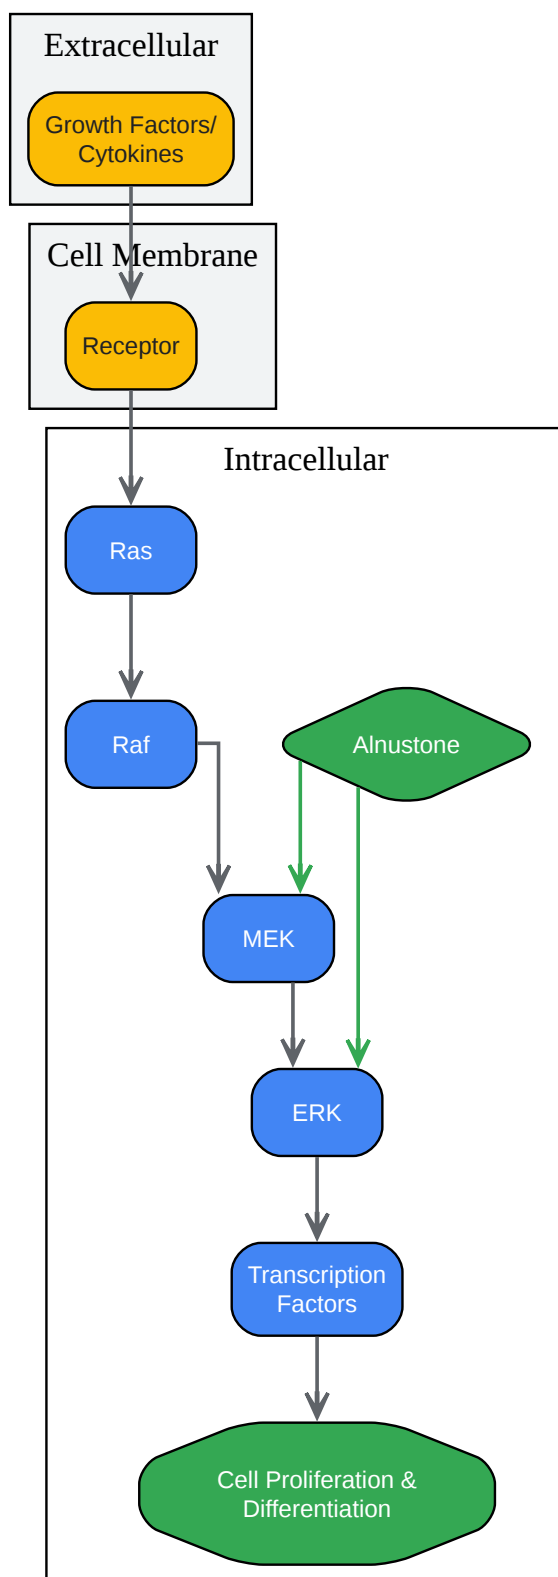 Extracellular
Growth Factors/
Cytokines
Cell Membrane
Receptor
Intracellular
Ras
Raf
Alnustone
MEK
ERK
Transcription
Factors
Cell Proliferation &
Differentiation